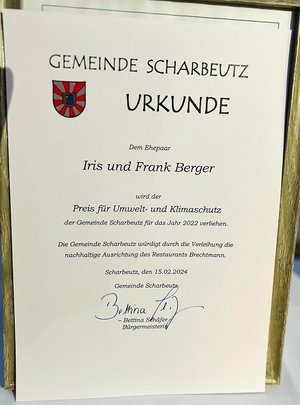 GEMEINDE SCHARBEUTZ
URKUNDE
Dem Ehepaar
Iris und Frank Berger
wird der
Preis für Umwelt- und Klimaschutz
der Gemeinde Scharbeutz für das Jahr 2022 verliehen.
Die Gemeinde Scharbeutz würdigt durch die Verleihung die
nachhaltige Ausrichtung des Restaurants Brechtmann.
Scharbeutz, den 15.02.2024
Gemeinde Scharbeutz
Bettina
– Bettina Schäfer –
Bürgermeisterin